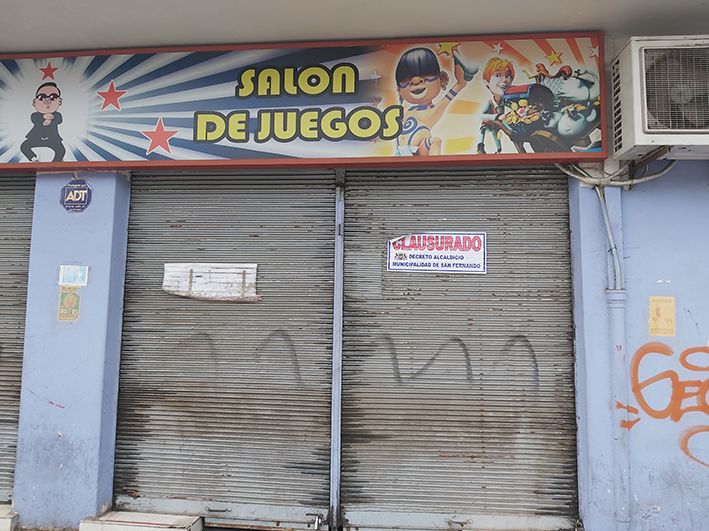 SALON
DE JUEGOS
ADT
CLAUSURADO
DECRETO ALCALDICIO
MUNICIPALIDAD DE SAN FERNANDO